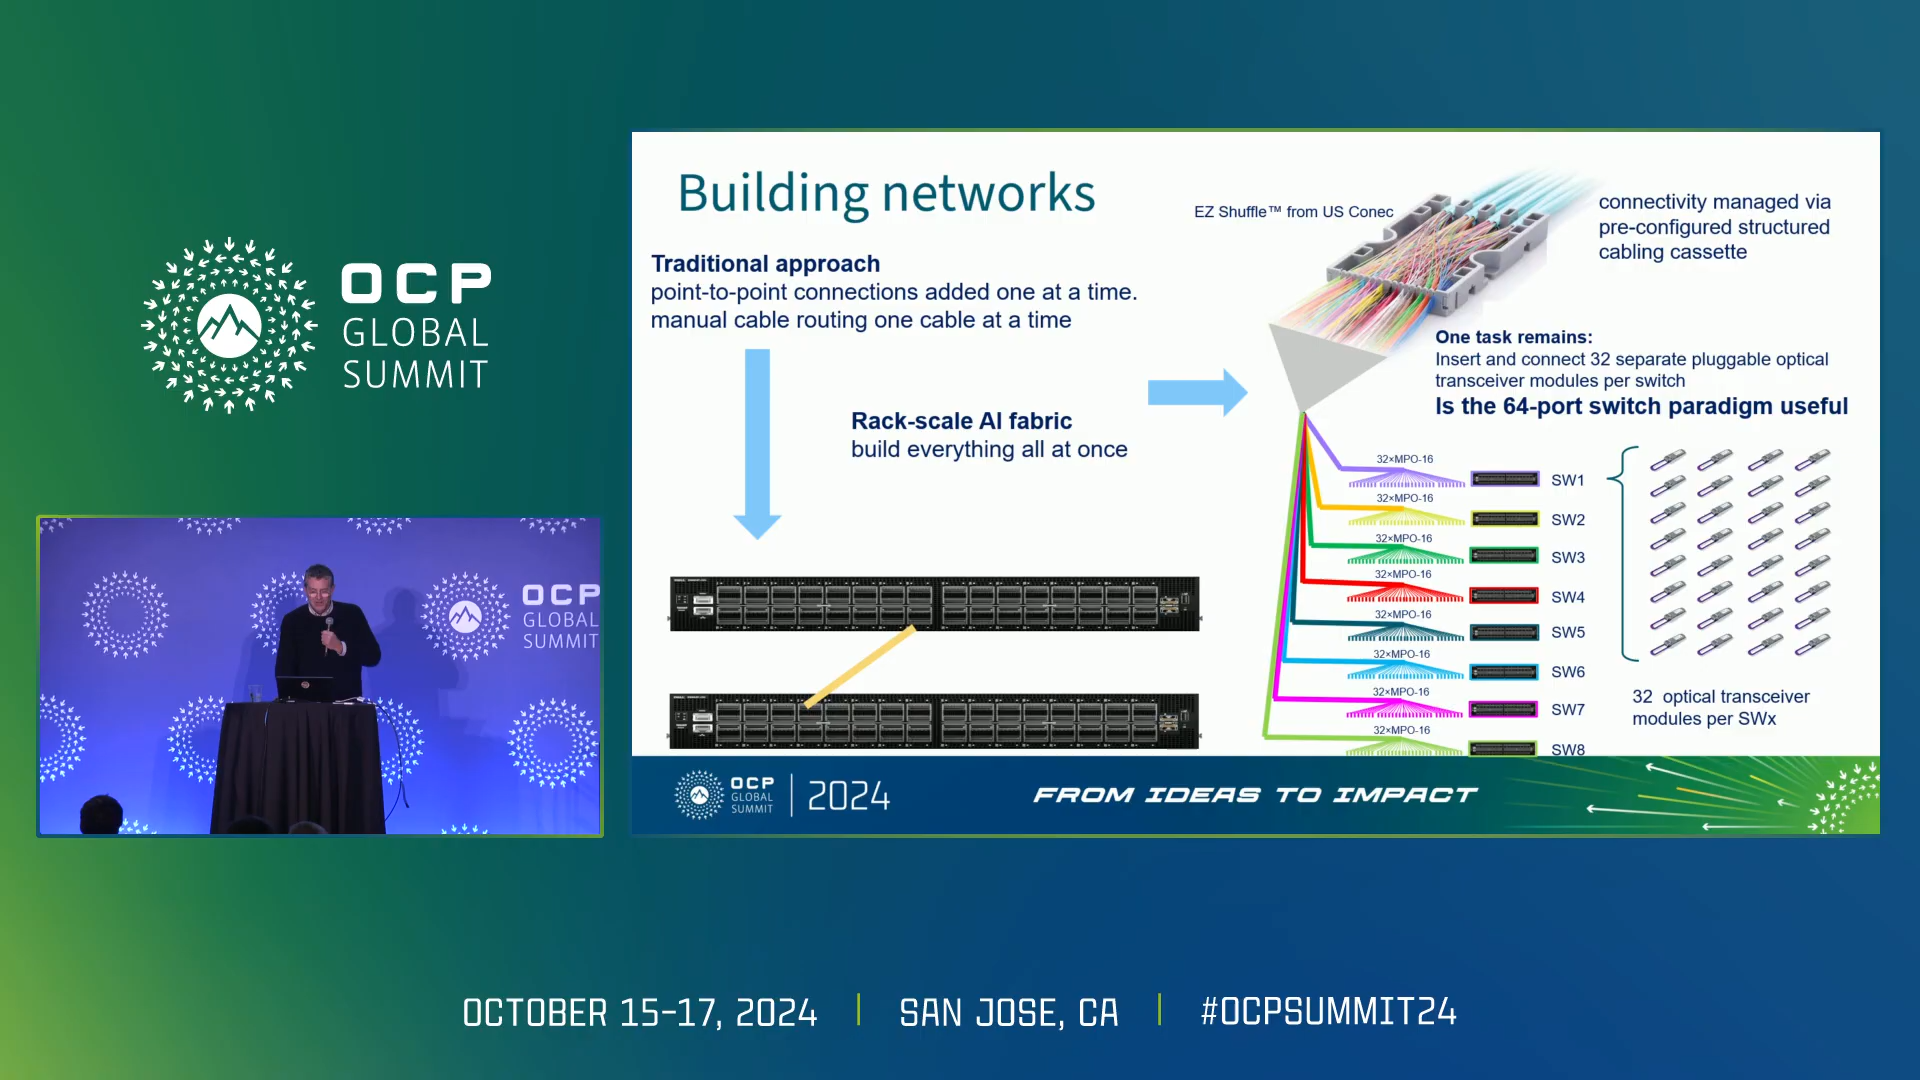 OCP
GLOBAL
SUMMIT
OCP
GLOBAL
SUMMIT
Building networks
EZ Shuffle™ from US Conec
connectivity managed via
pre-configured structured
cabling cassette
Traditional approach
point-to-point connections added one at a time.
manual cable routing one cable at a time
One task remains:
Insert and connect 32 separate pluggable optical
transceiver modules per switch
Is the 64-port switch paradigm useful
Rack-scale AI fabric
build everything all at once
32×MPO-16
SW1
32×MPO-16
SW2
32×MPO-16
SW3
32×MPO-16
SW4
32×MPO-16
SW5
32×MPO-16
SW6
32×MPO-16
SW7
32×MPO-16
SW8
32 optical transceiver
modules per SWx
OCP
GLOBAL
SUMMIT
2024
FROM IDEAS TO IMPACT
OCTOBER 15-17, 2024
SAN JOSE, CA
#OCPSUMMIT24